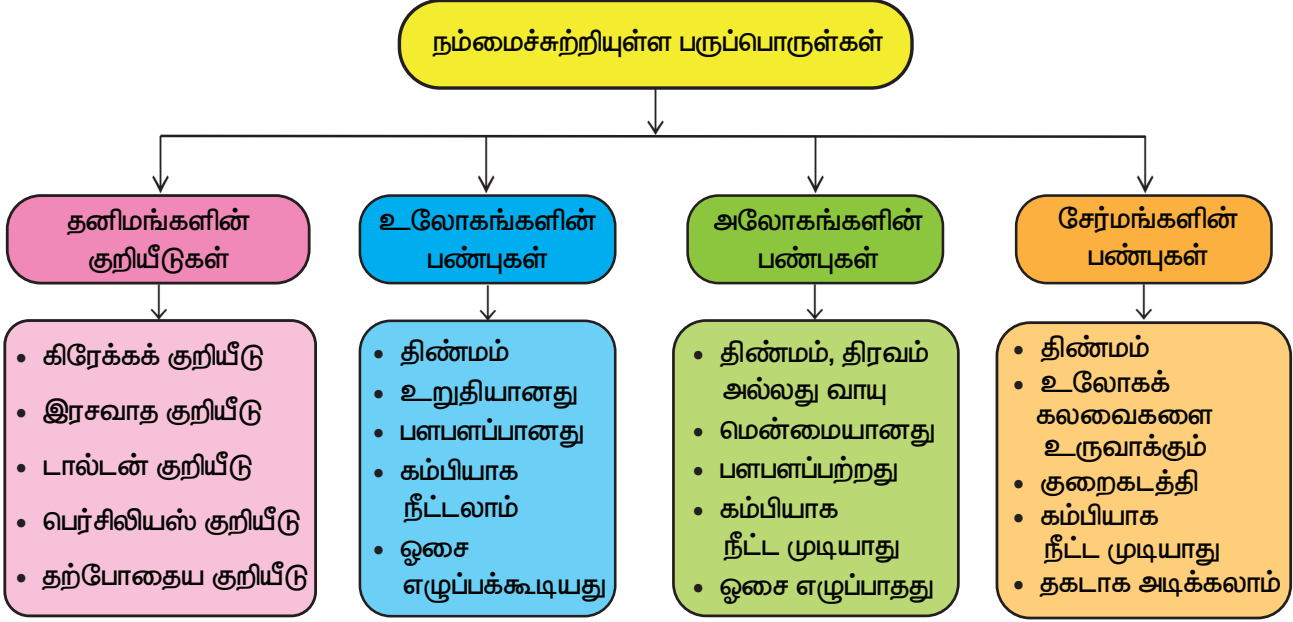 நம்மைச்சுற்றியுள்ள பருப்பொருள்கள்
தனிமங்களின்
குறியீடுகள்
• கிரேக்கக் குறியீடு
• இரசவாத குறியீடு
• டால்டன் குறியீடு
• பெர்சிலியஸ் குறியீடு
• தற்போதைய குறியீடு
உலோகங்களின்
பண்புகள்
• திண்மம்
• உறுதியானது
• பளபளப்பானது
• கம்பியாக
நீட்டலாம்
• ஓசை
எழுப்பக்கூடியது
அலோகங்களின்
பண்புகள்
• திண்மம், திரவம்
அல்லது வாயு
• மென்மையானது
• பளபளப்பற்றது
• கம்பியாக
நீட்ட முடியாது
• ஓசை எழுப்பாதது
சேர்மங்களின்
பண்புகள்
• திண்மம்
• உலோகக்
கலவைகளை
உருவாக்கும்
• குறைகடத்தி
• கம்பியாக
நீட்ட முடியாது
• தகடாக அடிக்கலாம்